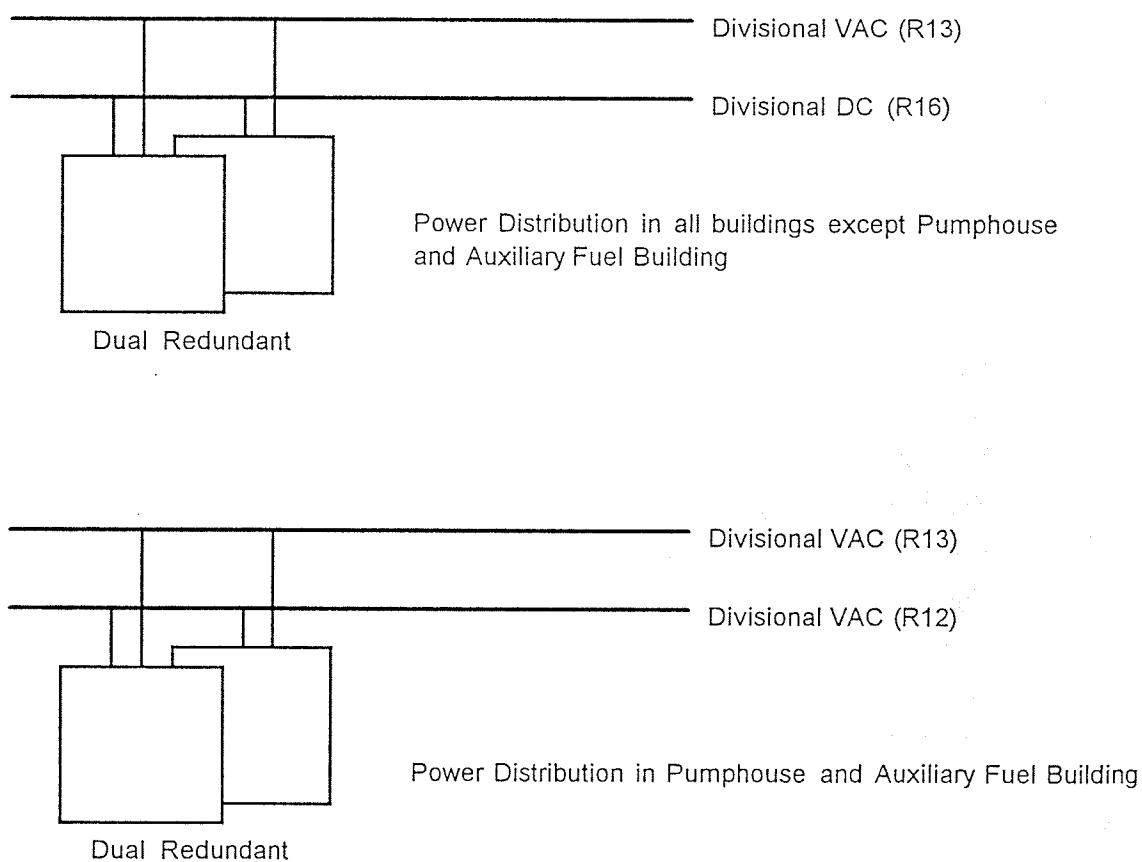 Divisional VAC (R13)
Divisional DC (R16)
Power Distribution in all buildings except Pumphouse
and Auxiliary Fuel Building
Dual Redundant
Divisional VAC (R13)
Divisional VAC (R12)
Power Distribution in Pumphouse and Auxiliary Fuel Building
Dual Redundant